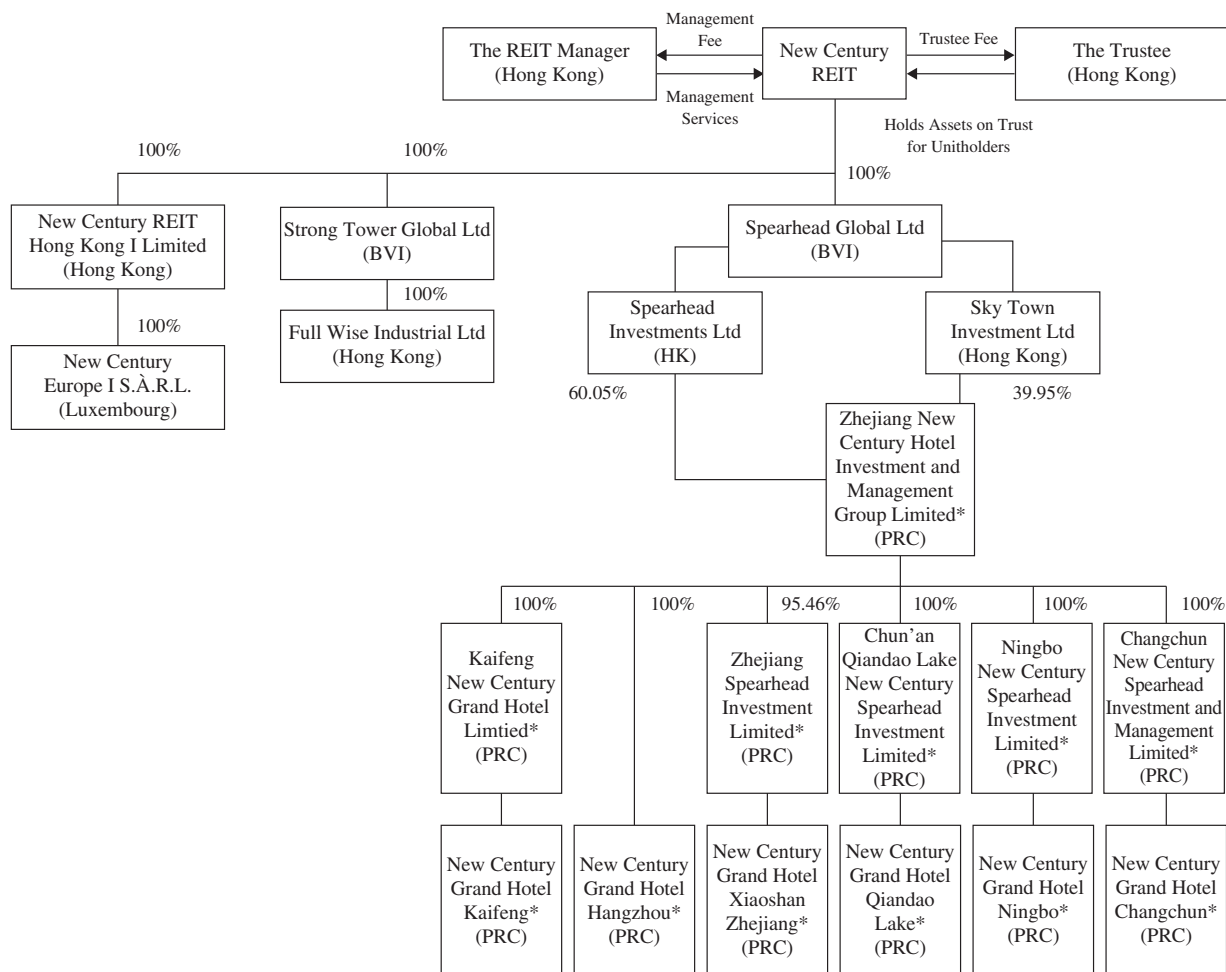 The REIT Manager
(Hong Kong)
Management
Fee
Management
Services
New Century
REIT
Trustee Fee
The Trustee
(Hong Kong)
Holds Assets on Trust
for Unitholders
100%
100%
100%
New Century REIT
Hong Kong I Limited
(Hong Kong)
Strong Tower Global Ltd
(BVI)
Spearhead Global Ltd
(BVI)
100%
100%
New Century
Europe I S.À.R.L.
(Luxembourg)
Full Wise Industrial Ltd
(Hong Kong)
Spearhead
Investments Ltd
(HK)
Sky Town
Investment Ltd
(Hong Kong)
60.05%
39.95%
Zhejiang New
Century Hotel
Investment and
Management
Group Limited*
(PRC)
100%
100%
95.46%
100%
100%
100%
Kaifeng
New Century
Grand Hotel
Limtied*
(PRC)
Zhejiang
Spearhead
Investment
Limited*
(PRC)
Chun’an
Qiandao Lake
New Century
Spearhead
Investment
Limited*
(PRC)
Ningbo
New Century
Spearhead
Investment
Limited*
(PRC)
Changchun
New Century
Spearhead
Investment and
Management
Limited*
(PRC)
New Century
Grand Hotel
Kaifeng*
(PRC)
New Century
Grand Hotel
Hangzhou*
(PRC)
New Century
Grand Hotel
Xiaoshan
Zhejiang*
(PRC)
New Century
Grand Hotel
Qiandao
Lake*
(PRC)
New Century
Grand Hotel
Ningbo*
(PRC)
New Century
Grand Hotel
Changchun*
(PRC)